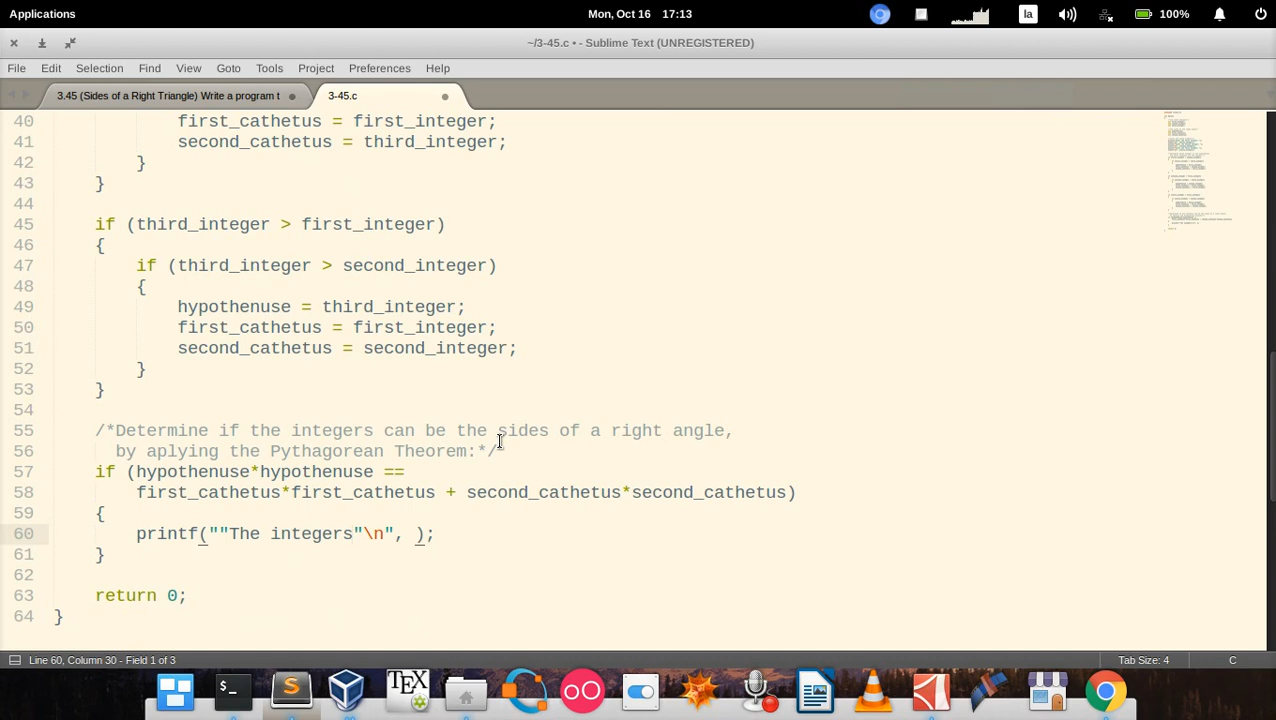 Applications
Mon, Oct 16
17:13
la
100%
~/3-45.c • - Sublime Text (UNREGISTERED)
File Edit Selection Find View Goto Tools Project Preferences Help
3.45 (Sides of a Right Triangle) Write a program t
3-45.c
40 first_cathetus = first_integer;
41 second_cathetus = third_integer;
42 }
43 }
44
45 if (third_integer > first_integer)
46 {
47 if (third_integer > second_integer)
48 {
49 hypothenuse = third_integer;
50 first_cathetus = first_integer;
51 second_cathetus = second_integer;
52 }
53 }
54
55 /*Determine if the integers can be the sides of a right angle,
56 by aplying the Pythagorean Theorem:*/
57 if (hypothenuse*hypothenuse ==
58 first_cathetus*first_cathetus + second_cathetus*second_cathetus)
59 {
60 printf(""The integers"\n", );
61 }
62
63 return 0;
64 }
Line 60, Column 30 - Field 1 of 3
Tab Size: 4
C
TEX